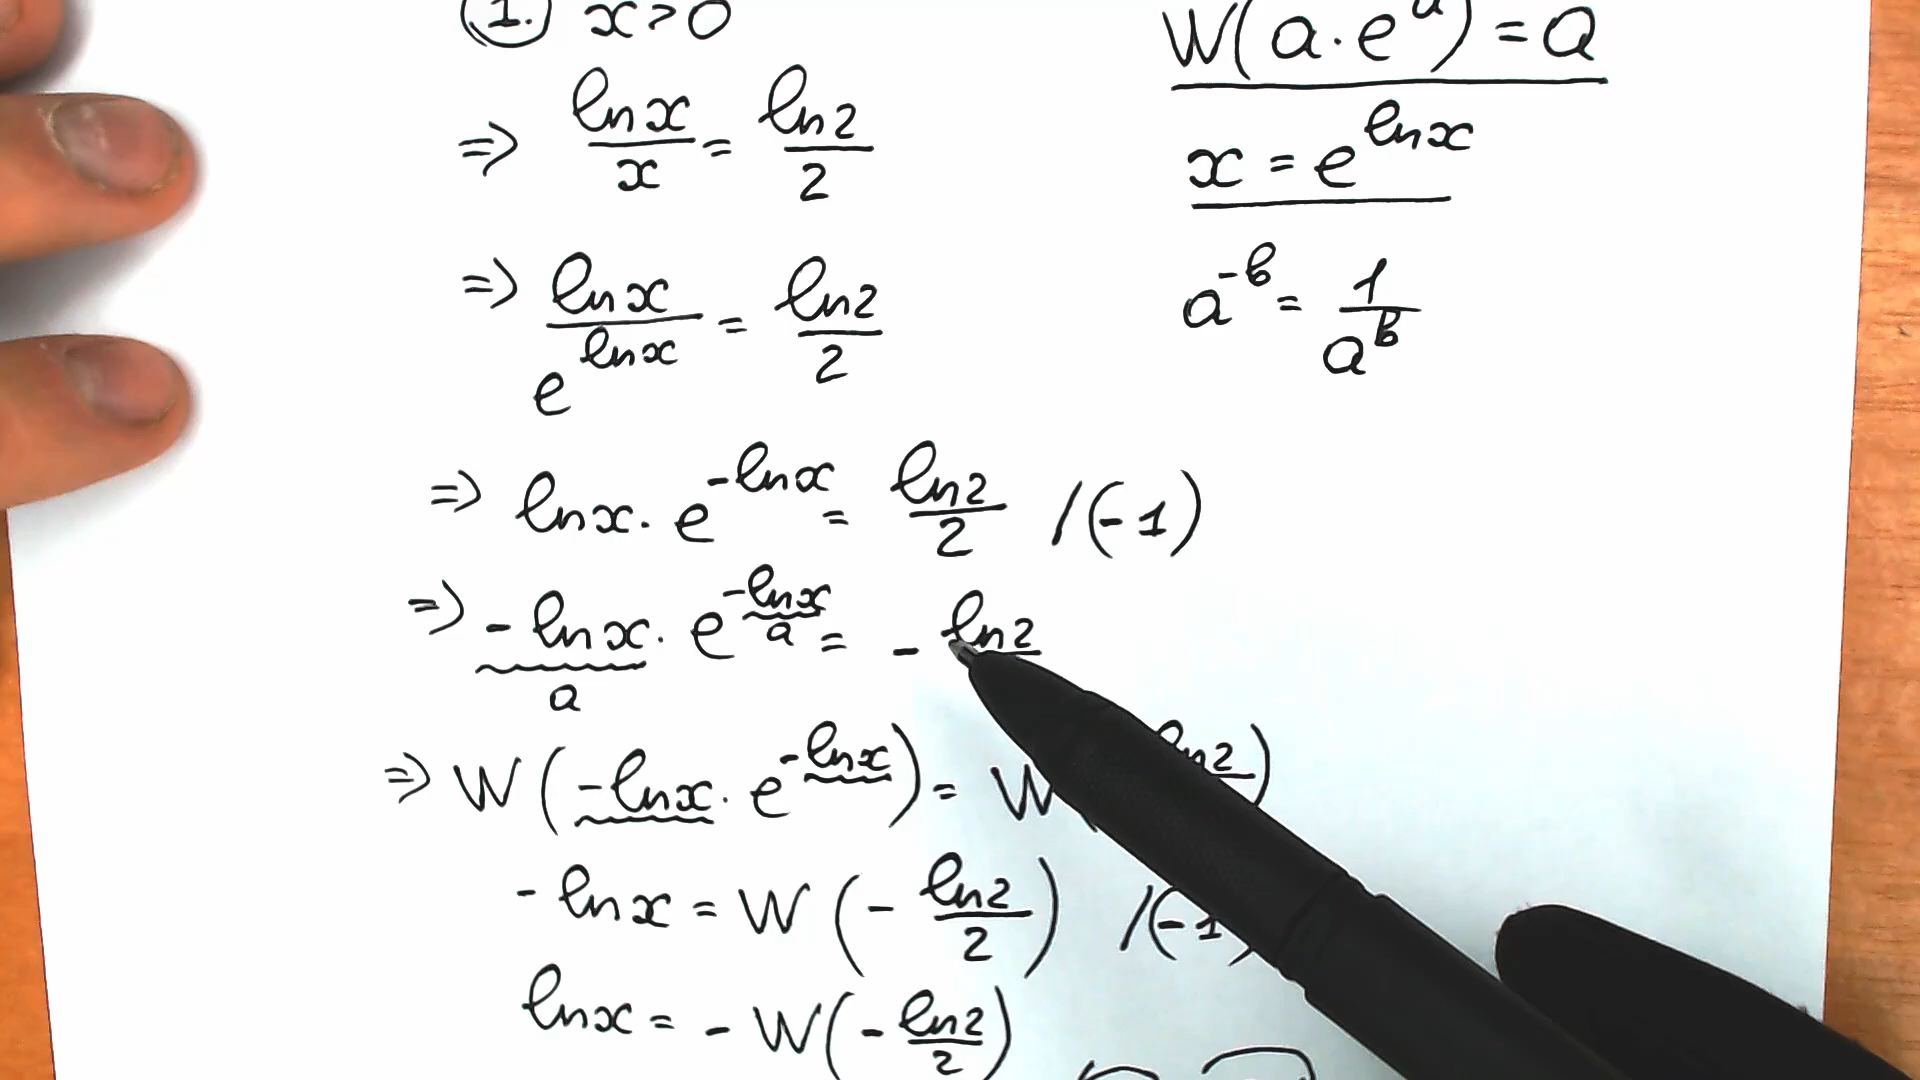 1. x > 0
=> lnx/x = ln2/2
=> lnx/e^lnx = ln2/2
=> lnx · e^-lnx = ln2/2 /(-1)
=> -lnx · e^-lnx = - ln2
a a
=> W(-lnx · e^-lnx) = W( ln2 )
-lnx = W(- ln2/2) /(-1)
lnx = - W(- ln2/2)
W(a · e^a) = a
x = e^lnx
a^-b = 1/a^b